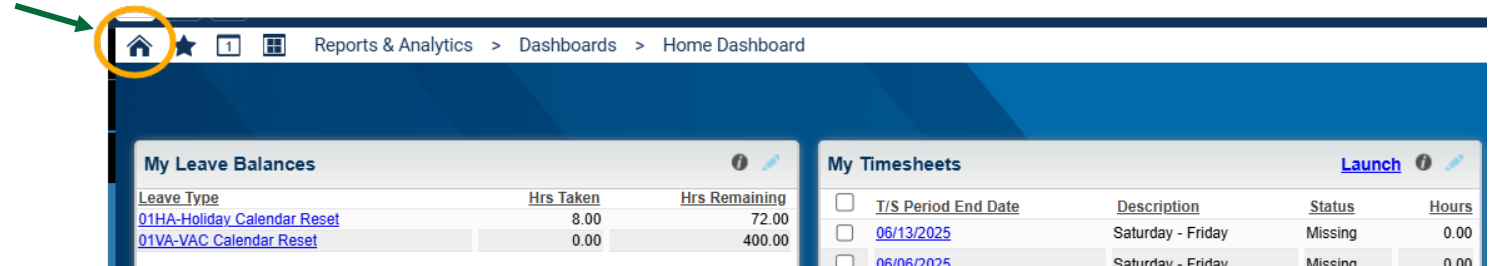 1 Reports & Analytics > Dashboards > Home Dashboard
My Leave Balances
Leave Type Hrs Taken Hrs Remaining
01HA-Holiday Calendar Reset 8.00 72.00
01VA-VAC Calendar Reset 0.00 400.00
My Timesheets Launch
T/S Period End Date Description Status Hours
06/13/2025 Saturday - Friday Missing 0.00
06/06/2025 Saturday - Friday Missing 0.00